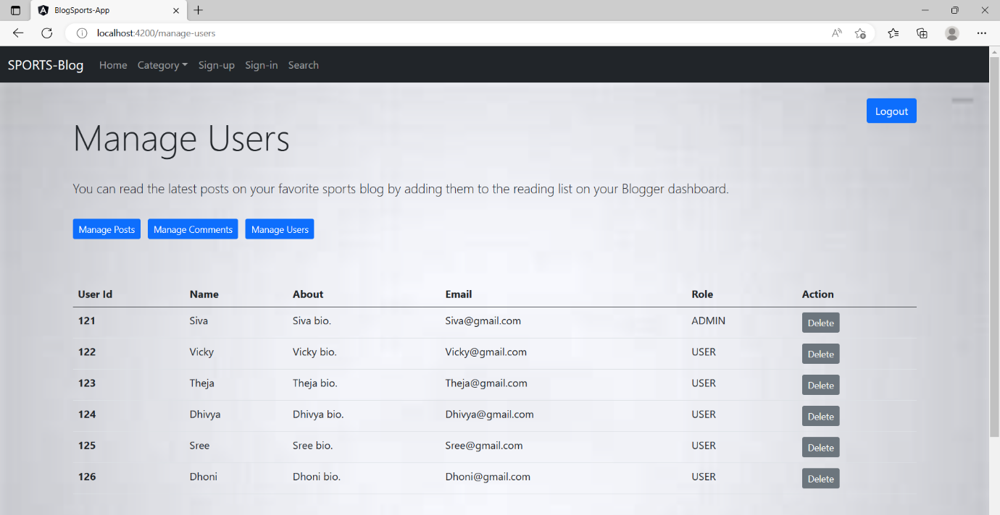 BlogSports-App
localhost:4200/manage-users
SPORTS-Blog Home Category Sign-up Sign-in Search
Logout
Manage Users
You can read the latest posts on your favorite sports blog by adding them to the reading list on your Blogger dashboard.
Manage Posts Manage Comments Manage Users
User Id Name About Email Role Action
121 Siva Siva bio. Siva@gmail.com ADMIN Delete
122 Vicky Vicky bio. Vicky@gmail.com USER Delete
123 Theja Theja bio. Theja@gmail.com USER Delete
124 Dhivya Dhivya bio. Dhivya@gmail.com USER Delete
125 Sree Sree bio. Sree@gmail.com USER Delete
126 Dhoni Dhoni bio. Dhoni@gmail.com USER Delete